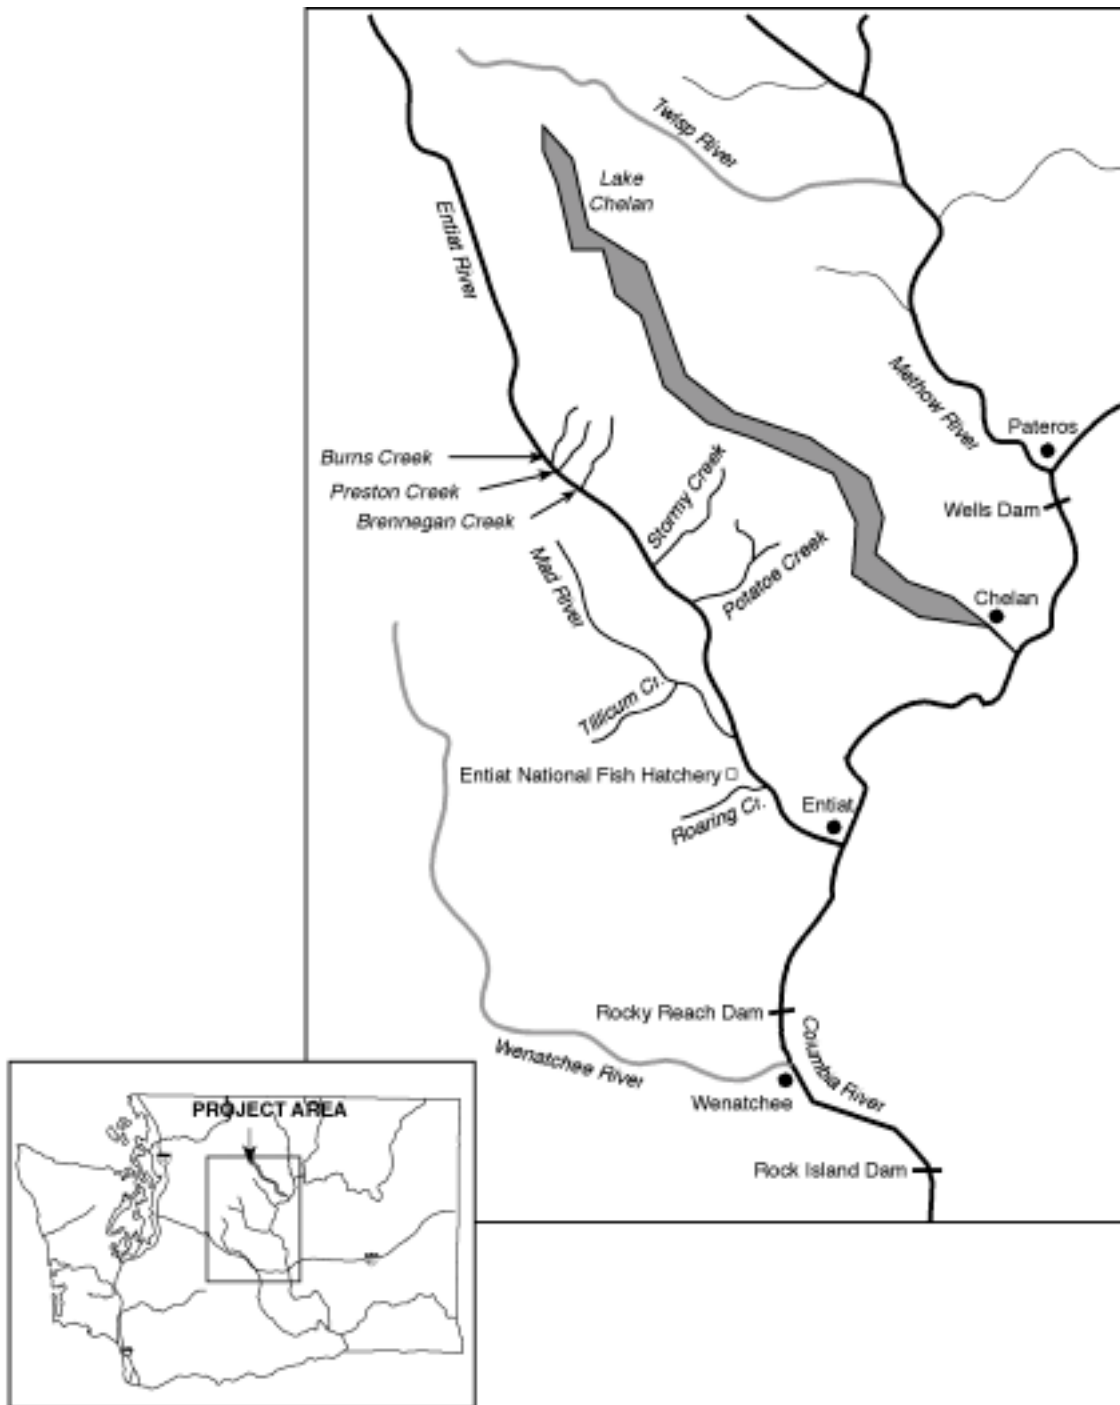 Twisp River
Lake
Chelan
Entiat River
Methow River
Pateros
Burns Creek
Preston Creek
Brennegan Creek
Stormy Creek
Wells Dam
Mad River
Potatoe Creek
Chelan
Tillicum Cr.
Entiat National Fish Hatchery
Entiat
Roaring Cr.
Rocky Reach Dam
Columbia River
Wenatchee River
Wenatchee
PROJECT AREA
Rock Island Dam